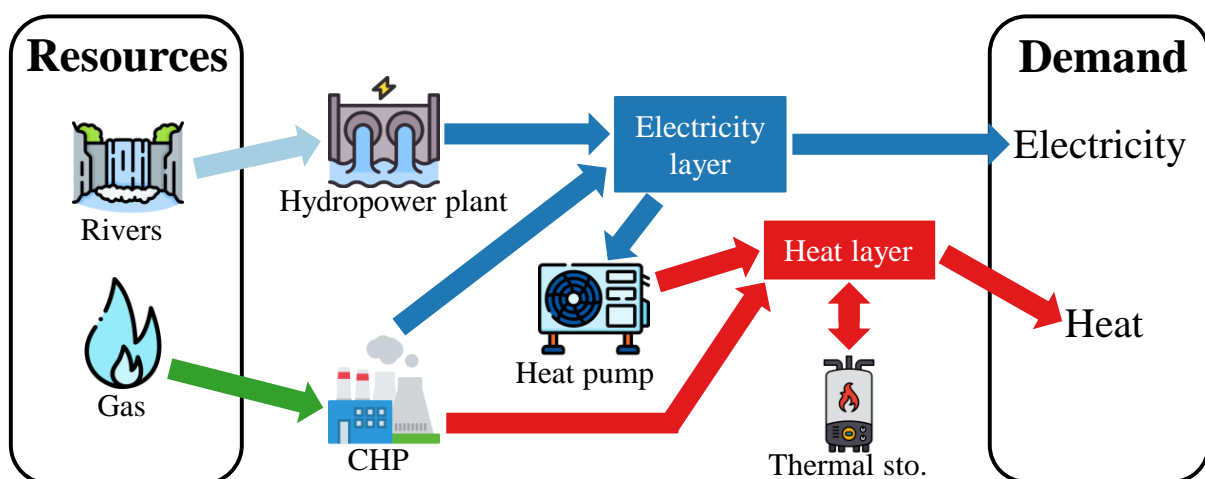 Resources
Demand
Electricity
layer
Electricity
Hydropower plant
Rivers
Heat layer
Heat
Heat pump
Gas
CHP
Thermal sto.